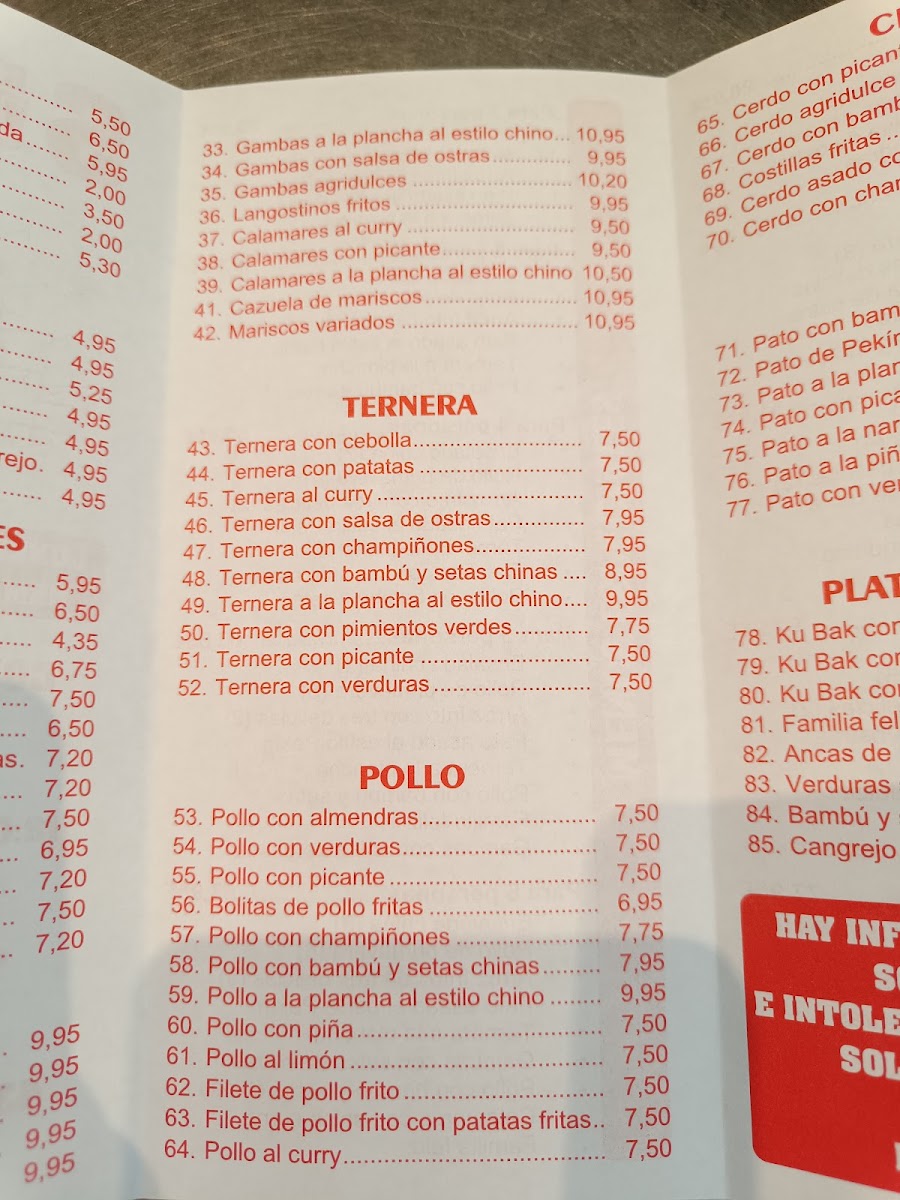 5,50
da...... 6,50
5,95
2,00
3,50
2,00
5,30
4,95
4,95
5,25
4,95
4,95
rejo. 4,95
4,95
ES
5,95
6,50
4,35
6,75
7,50
6,50
as. 7,20
7,20
7,50
6,95
7,20
7,50
7,20
9,95
9,95
9,95
9,95
9,95
33. Gambas a la plancha al estilo chino... 10,95
34. Gambas con salsa de ostras............. 9,95
35. Gambas agridulces .......................... 10,20
36. Langostinos fritos ............................ 9,95
37. Calamares al curry .......................... 9,50
38. Calamares con picante..................... 9,50
39. Calamares a la plancha al estilo chino 10,50
41. Cazuela de mariscos........................ 10,95
42. Mariscos variados ............................ 10,95
TERNERA
43. Ternera con cebolla........................... 7,50
44. Ternera con patatas .......................... 7,50
45. Ternera al curry ................................. 7,50
46. Ternera con salsa de ostras............... 7,95
47. Ternera con champiñones.................. 7,95
48. Ternera con bambú y setas chinas .... 8,95
49. Ternera a la plancha al estilo chino.... 9,95
50. Ternera con pimientos verdes............ 7,75
51. Ternera con picante .......................... 7,50
52. Ternera con verduras......................... 7,50
POLLO
53. Pollo con almendras........................... 7,50
54. Pollo con verduras.............................. 7,50
55. Pollo con picante ................................ 7,50
56. Bolitas de pollo fritas .......................... 6,95
57. Pollo con champiñones ...................... 7,75
58. Pollo con bambú y setas chinas......... 7,95
59. Pollo a la plancha al estilo chino ........ 9,95
60. Pollo con piña..................................... 7,50
61. Pollo al limón ...................................... 7,50
62. Filete de pollo frito .............................. 7,50
63. Filete de pollo frito con patatas fritas.. 7,50
64. Pollo al curry....................................... 7,50
65. Cerdo con pican
66. Cerdo agridulce
67. Cerdo con bamb
68. Costillas fritas ..
69. Cerdo asado co
70. Cerdo con char
71. Pato con bam
72. Pato de Pekín
73. Pato a la plan
74. Pato con pica
75. Pato a la nar
76. Pato a la piñ
77. Pato con ver
PLAT
78. Ku Bak con
79. Ku Bak con
80. Ku Bak co
81. Familia fel
82. Ancas de
83. Verduras
84. Bambú y
85. Cangrejo
HAY INF
E INTOLE
SOL